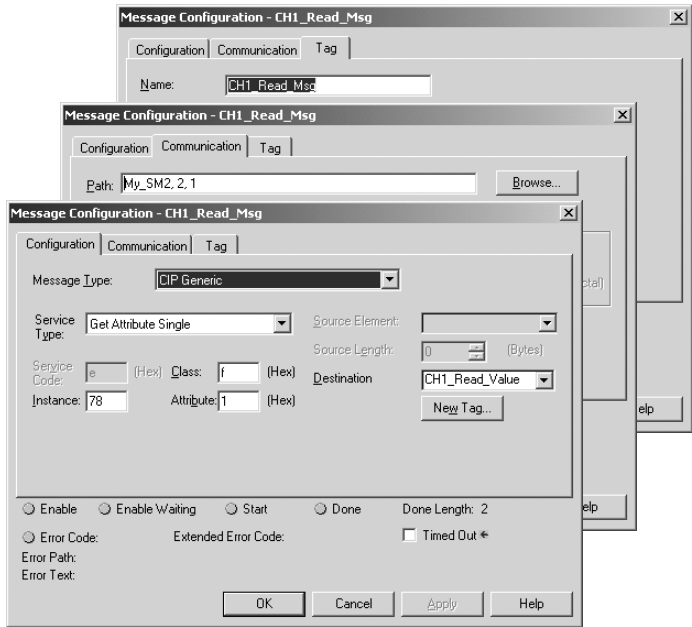 Message Configuration - CH1_Read_Msg
Configuration Communication Tag
Name: CH1_Read_Msg
Message Configuration - CH1_Read_Msg
Configuration Communication Tag
Path: My_SM2, 2, 1 Browse...
Message Configuration - CH1_Read_Msg
Configuration Communication Tag
ctal)
Message Type: CIP Generic
Service Type: Get Attribute Single Source Element:
Source Length: 0 (Bytes)
Service Code: e (Hex) Class: f (Hex) Destination CH1_Read_Value
Instance: 78 Attribute: 1 (Hex) New Tag...
elp
Enable Enable Waiting Start Done Done Length: 2
elp
Error Code: Extended Error Code: Timed Out
Error Path:
Error Text:
OK Cancel Apply Help